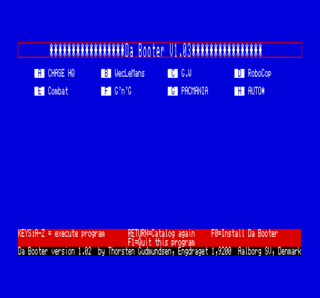 ****************Da Booter V1.03***************
A CHASE HQ B WecLeMans C G.W D RoboCop
E Combat F G'n'G G PACMANIA H AUTO*
KEYS:A-Z = execute program RETURN=Catalog again F0=Install Da Booter
F1=Quit this program
Da Booter version 1.02 by Thorsten Gudmundsen, Engdraget 1,9200 Aalborg SV, Denmark